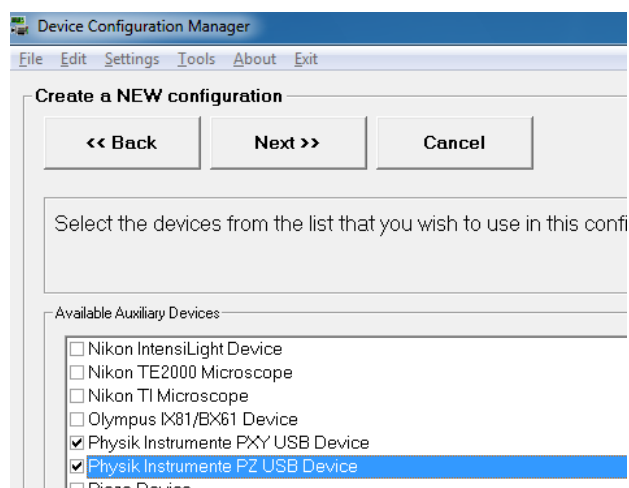 Device Configuration Manager
File Edit Settings Tools About Exit
Create a NEW configuration
<< Back Next >> Cancel
Select the devices from the list that you wish to use in this confi
Available Auxiliary Devices
Nikon IntensiLight Device
Nikon TE2000 Microscope
Nikon TI Microscope
Olympus IX81/BX61 Device
Physik Instrumente PXY USB Device
Physik Instrumente PZ USB Device
Device